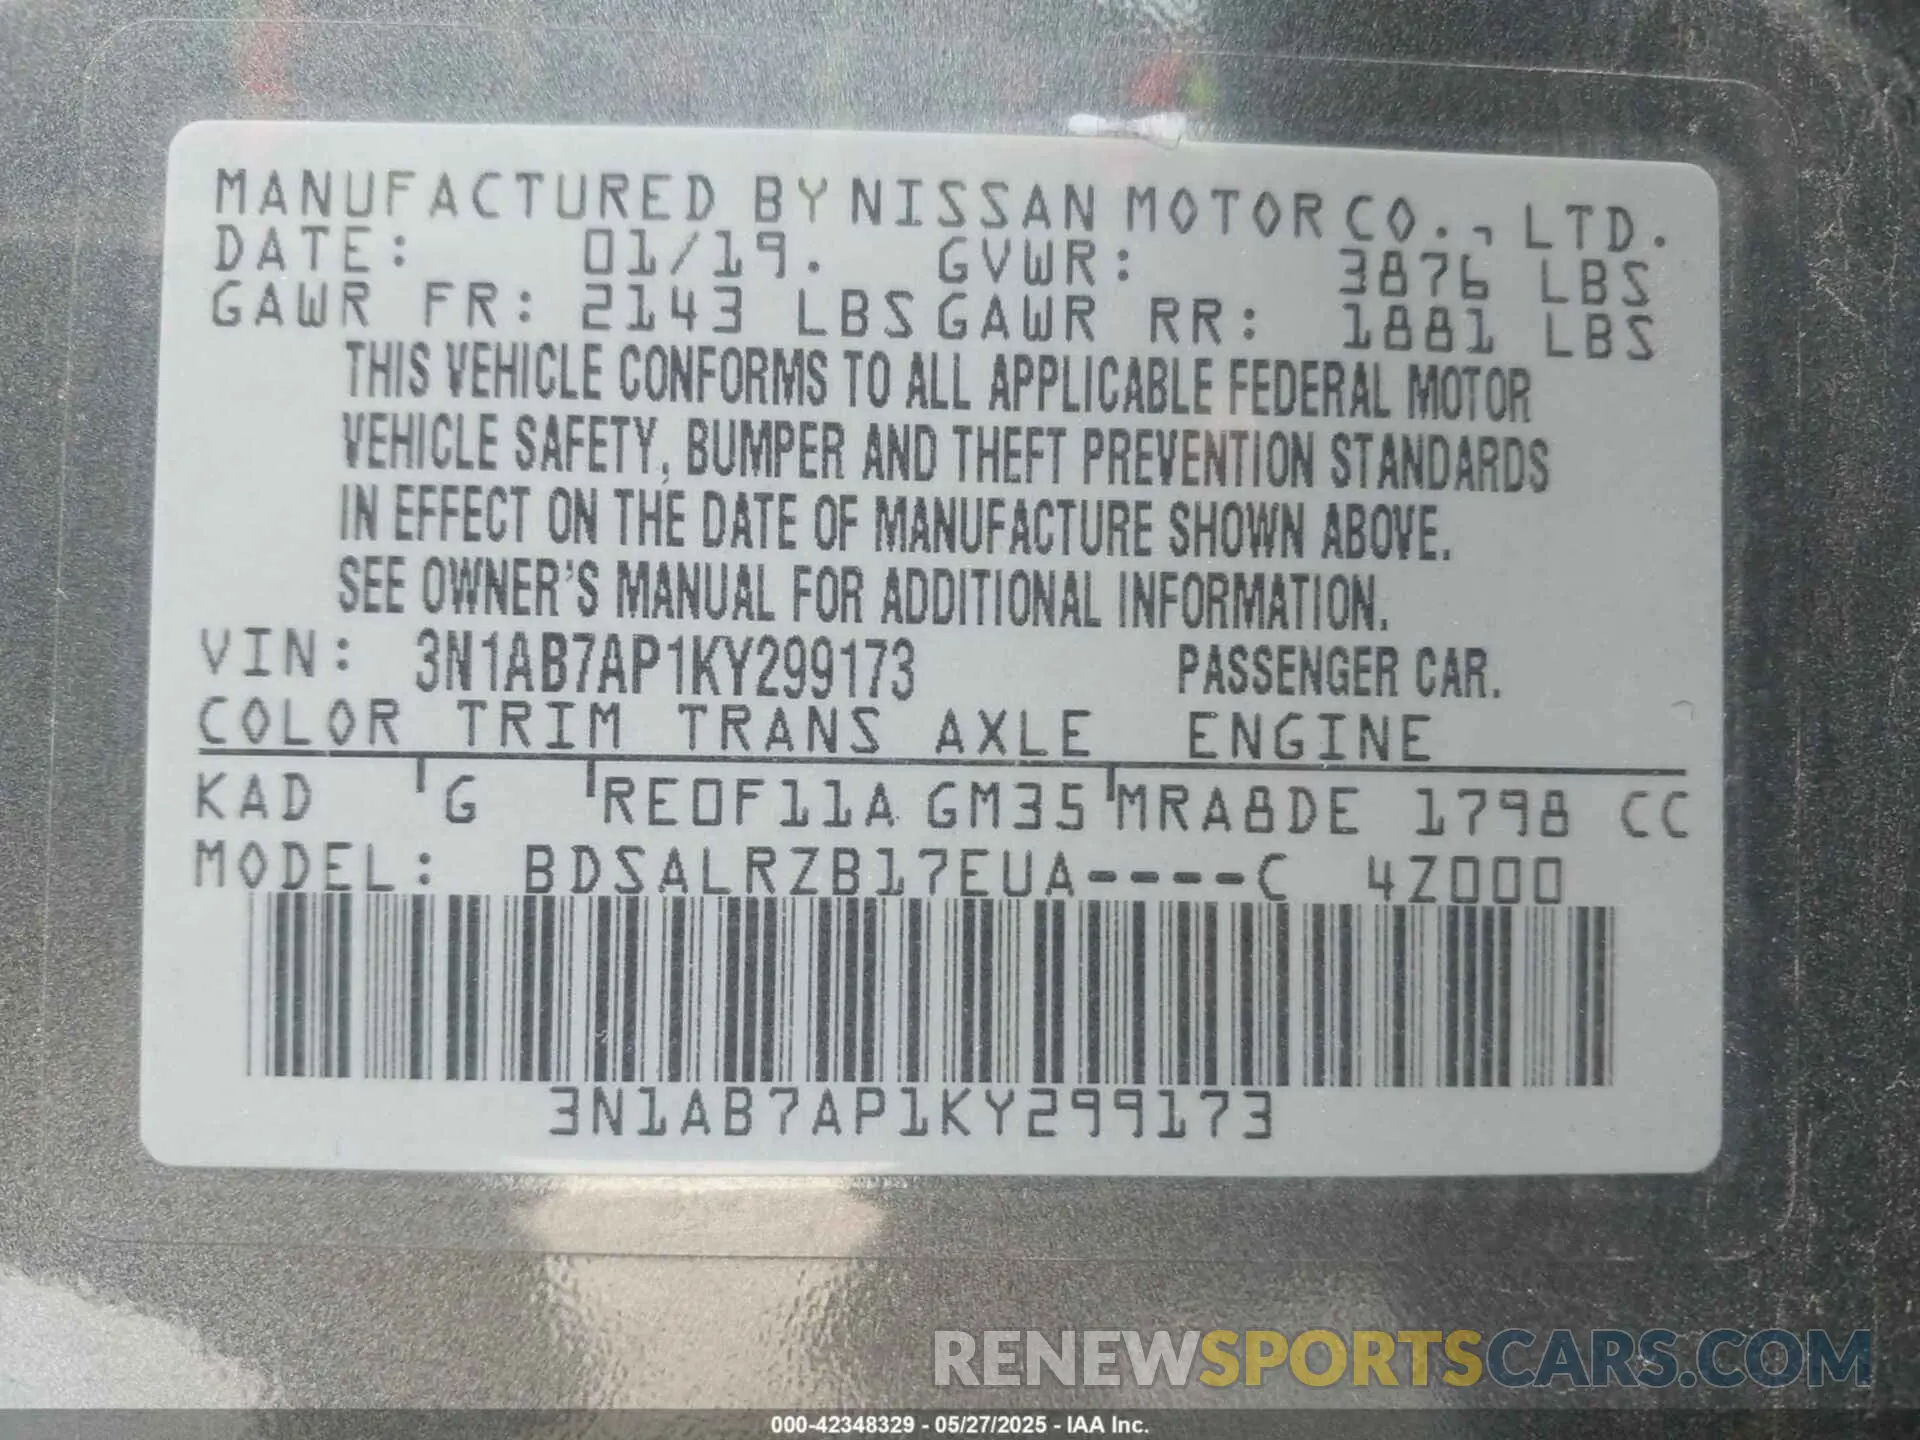 MANUFACTURED BY NISSAN MOTOR CO., LTD.
DATE: 01/19. GVWR: 3876 LBS
GAWR FR: 2143 LBS GAWR RR: 1881 LBS
THIS VEHICLE CONFORMS TO ALL APPLICABLE FEDERAL MOTOR
VEHICLE SAFETY, BUMPER AND THEFT PREVENTION STANDARDS
IN EFFECT ON THE DATE OF MANUFACTURE SHOWN ABOVE.
SEE OWNER'S MANUAL FOR ADDITIONAL INFORMATION.
VIN: 3N1AB7AP1KY299173 PASSENGER CAR.
COLOR TRIM TRANS AXLE ENGINE
KAD G RE0F11A GM35 MRA8DE 1798 CC
MODEL: BDSALRZB17EUA----C 4Z000
3N1AB7AP1KY299173
RENEWSPORTSCARS.COM
000-42348329 - 05/27/2025 - IAA Inc.